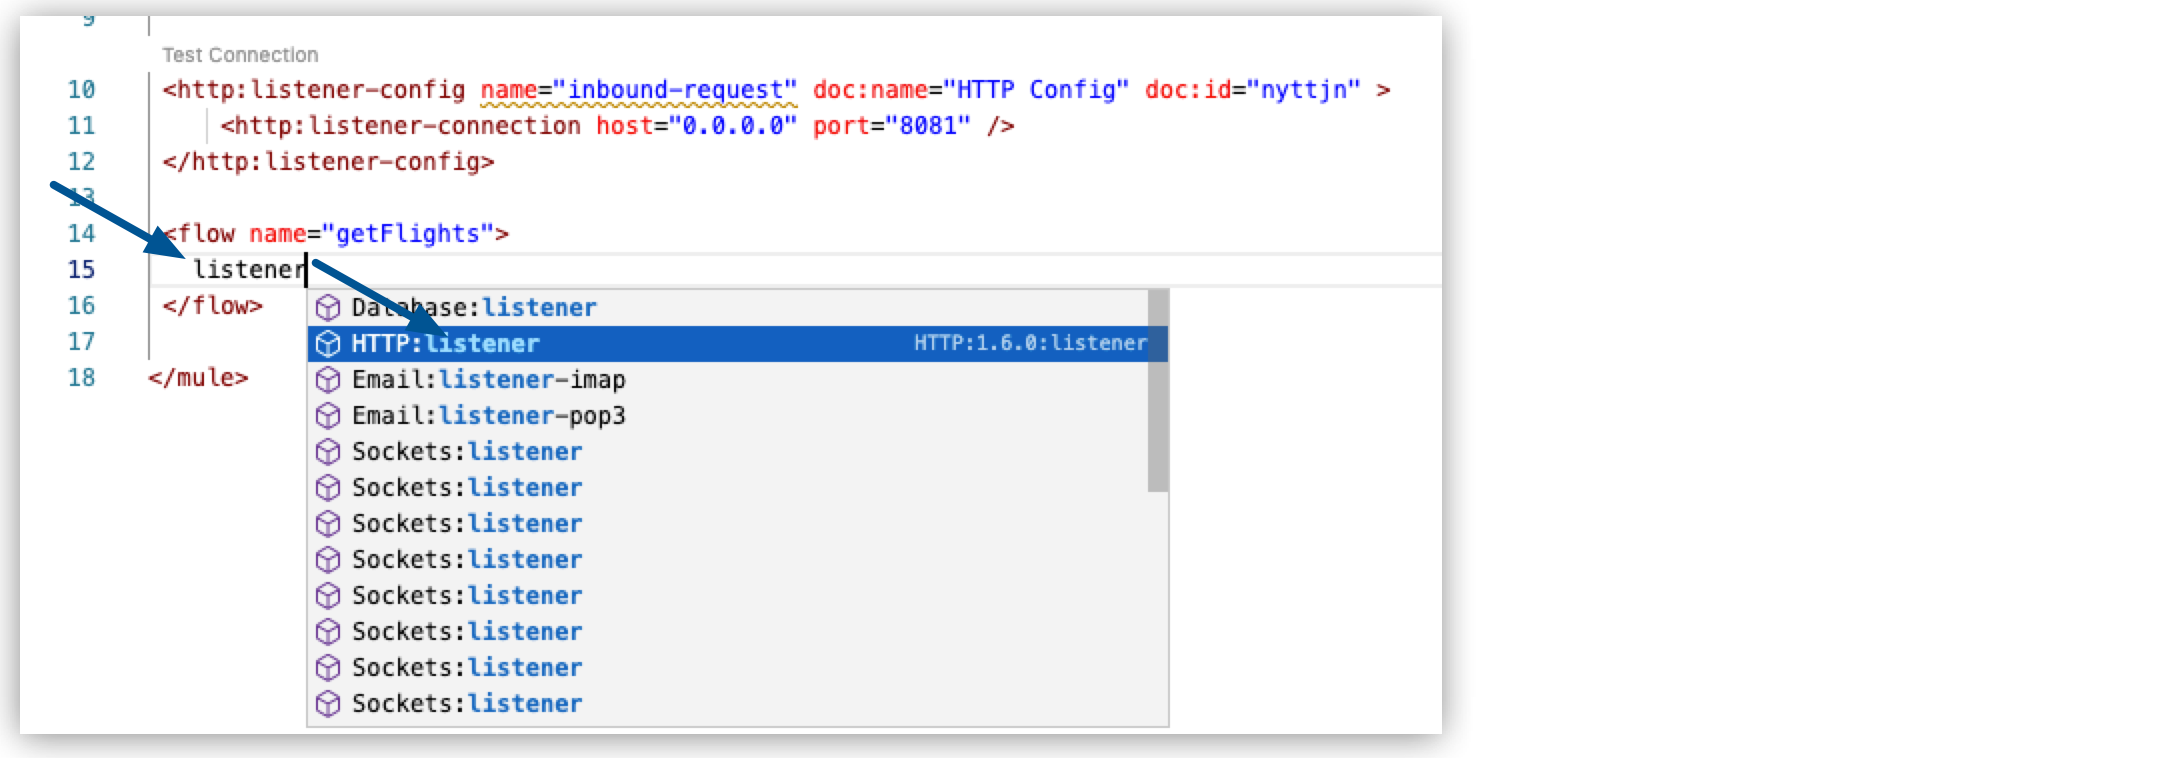 9
Test Connection
10 <http:listener-config name="inbound-request" doc:name="HTTP Config" doc:id="nyttjn" >
11 <http:listener-connection host="0.0.0.0" port="8081" />
12 </http:listener-config>
13
14 <flow name="getFlights">
15 listener
16 </flow>
17
18 </mule>
Database:listener
HTTP:listener HTTP:1.6.0:listener
Email:listener-imap
Email:listener-pop3
Sockets:listener
Sockets:listener
Sockets:listener
Sockets:listener
Sockets:listener
Sockets:listener
Sockets:listener
Sockets:listener